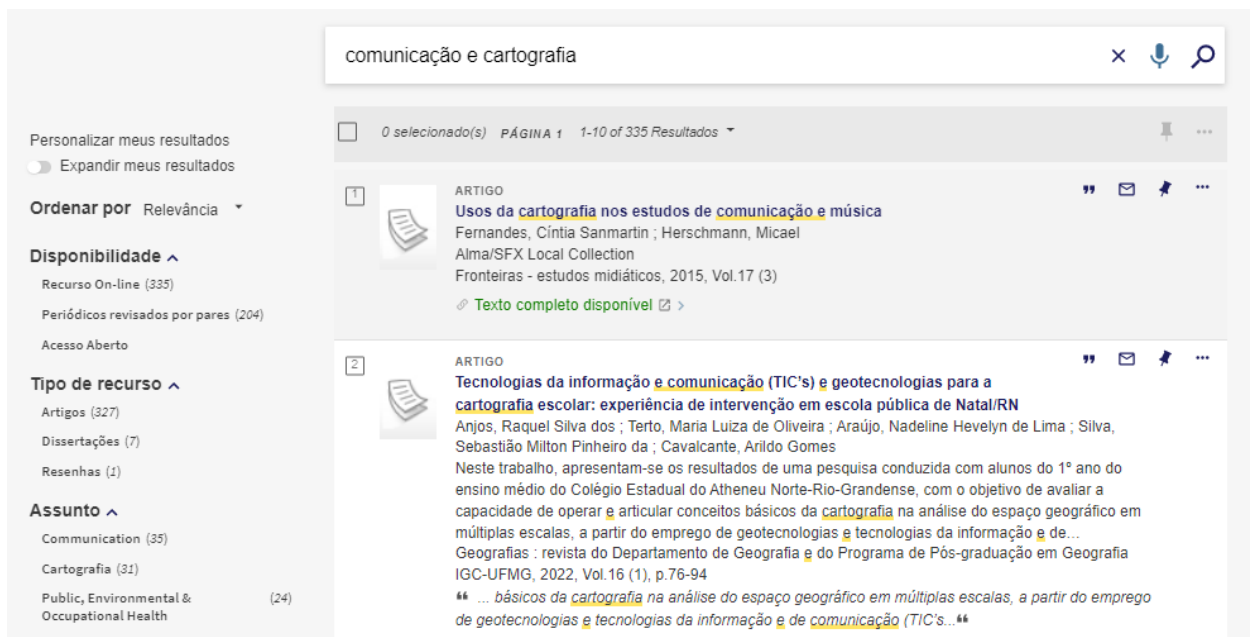 comunicação e cartografia
Personalizar meus resultados
Expandir meus resultados
Ordenar por Relevância
Disponibilidade
Recurso On-line (335)
Periódicos revisados por pares (204)
Acesso Aberto
Tipo de recurso
Artigos (327)
Dissertações (7)
Resenhas (1)
Assunto
Communication (35)
Cartografia (31)
Public, Environmental & (24)
Occupational Health
0 selecionado(s) PÁGINA 1 1-10 of 335 Resultados
1
ARTIGO
Usos da cartografia nos estudos de comunicação e música
Fernandes, Cíntia Sanmartin ; Herschmann, Micael
Alma/SFX Local Collection
Fronteiras - estudos midiáticos, 2015, Vol.17 (3)
Texto completo disponível
2
ARTIGO
Tecnologias da informação e comunicação (TIC's) e geotecnologias para a
cartografia escolar: experiência de intervenção em escola pública de Natal/RN
Anjos, Raquel Silva dos ; Terto, Maria Luiza de Oliveira ; Araújo, Nadeline Hevelyn de Lima ; Silva,
Sebastião Milton Pinheiro da ; Cavalcante, Arildo Gomes
Neste trabalho, apresentam-se os resultados de uma pesquisa conduzida com alunos do 1º ano do
ensino médio do Colégio Estadual do Atheneu Norte-Rio-Grandense, com o objetivo de avaliar a
capacidade de operar e articular conceitos básicos da cartografia na análise do espaço geográfico em
múltiplas escalas, a partir do emprego de geotecnologias e tecnologias da informação e de...
Geografias : revista do Departamento de Geografia e do Programa de Pós-graduação em Geografia
IGC-UFMG, 2022, Vol.16 (1), p.76-94
❝ ... básicos da cartografia na análise do espaço geográfico em múltiplas escalas, a partir do emprego
de geotecnologias e tecnologias da informação e de comunicação (TIC's...❝